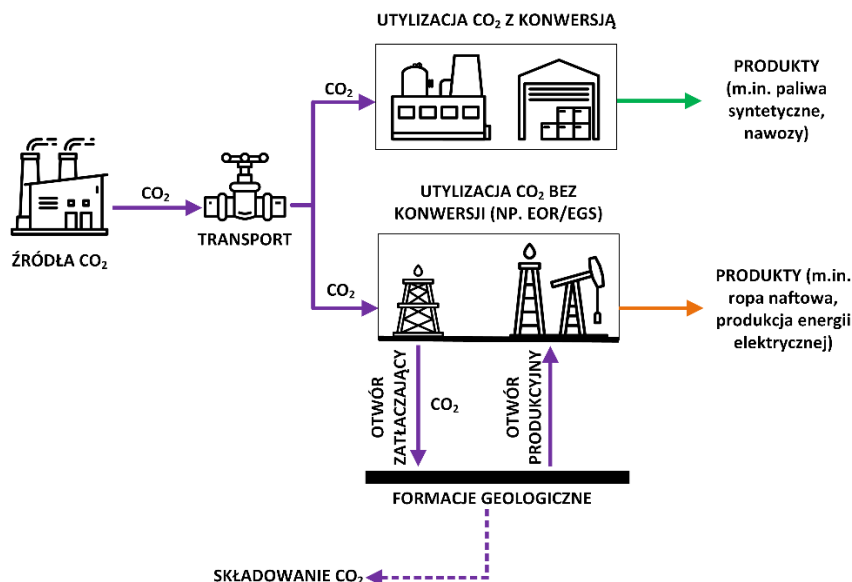 UTYLIZACJA CO₂ Z KONWERSJĄ
CO₂
PRODUKTY
(m.in. paliwa
syntetyczne,
nawozy)
CO₂
TRANSPORT
ŹRÓDŁA CO₂
UTYLIZACJA CO₂ BEZ
KONWERSJI (NP. EOR/EGS)
CO₂
PRODUKTY (m.in.
ropa naftowa,
produkcja energii
elektrycznej)
OTWÓR
ZATŁACZAJĄCY
CO₂
OTWÓR
PRODUKCYJNY
FORMACJE GEOLOGICZNE
SKŁADOWANIE CO₂